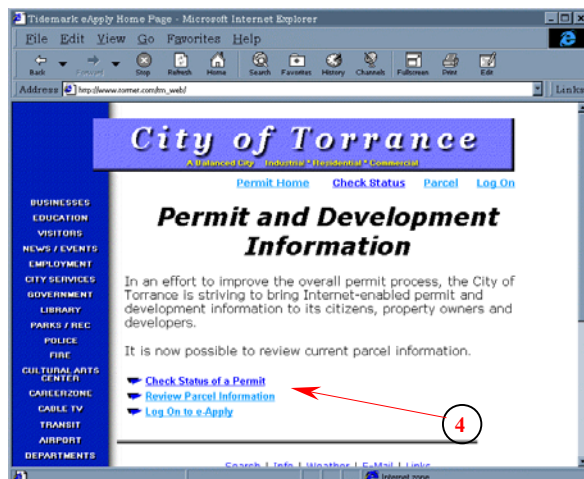 Tidemark eApply Home Page - Microsoft Internet Explorer
File Edit View Go Favorites Help
Back Forward Stop Refresh Home Search Favorites History Channels Fullscreen Print Edit
Address Links
City of Torrance
A Balanced City Industrial * Residential * Commercial
Permit Home Check Status Parcel Log On
BUSINESSES
EDUCATION
VISITORS
NEWS / EVENTS
EMPLOYMENT
CITY SERVICES
GOVERNMENT
LIBRARY
PARKS / REC
POLICE
FIRE
CULTURAL ARTS
CENTER
CAREERZONE
CABLE TV
TRANSIT
AIRPORT
DEPARTMENTS
Permit and Development
Information
In an effort to improve the overall permit process, the City of
Torrance is striving to bring Internet-enabled permit and
development information to its citizens, property owners and
developers.
It is now possible to review current parcel information.
Check Status of a Permit
Review Parcel Information
Log On to e-Apply
4
Search | Info | Weather | E-Mail | Links
Internet zone